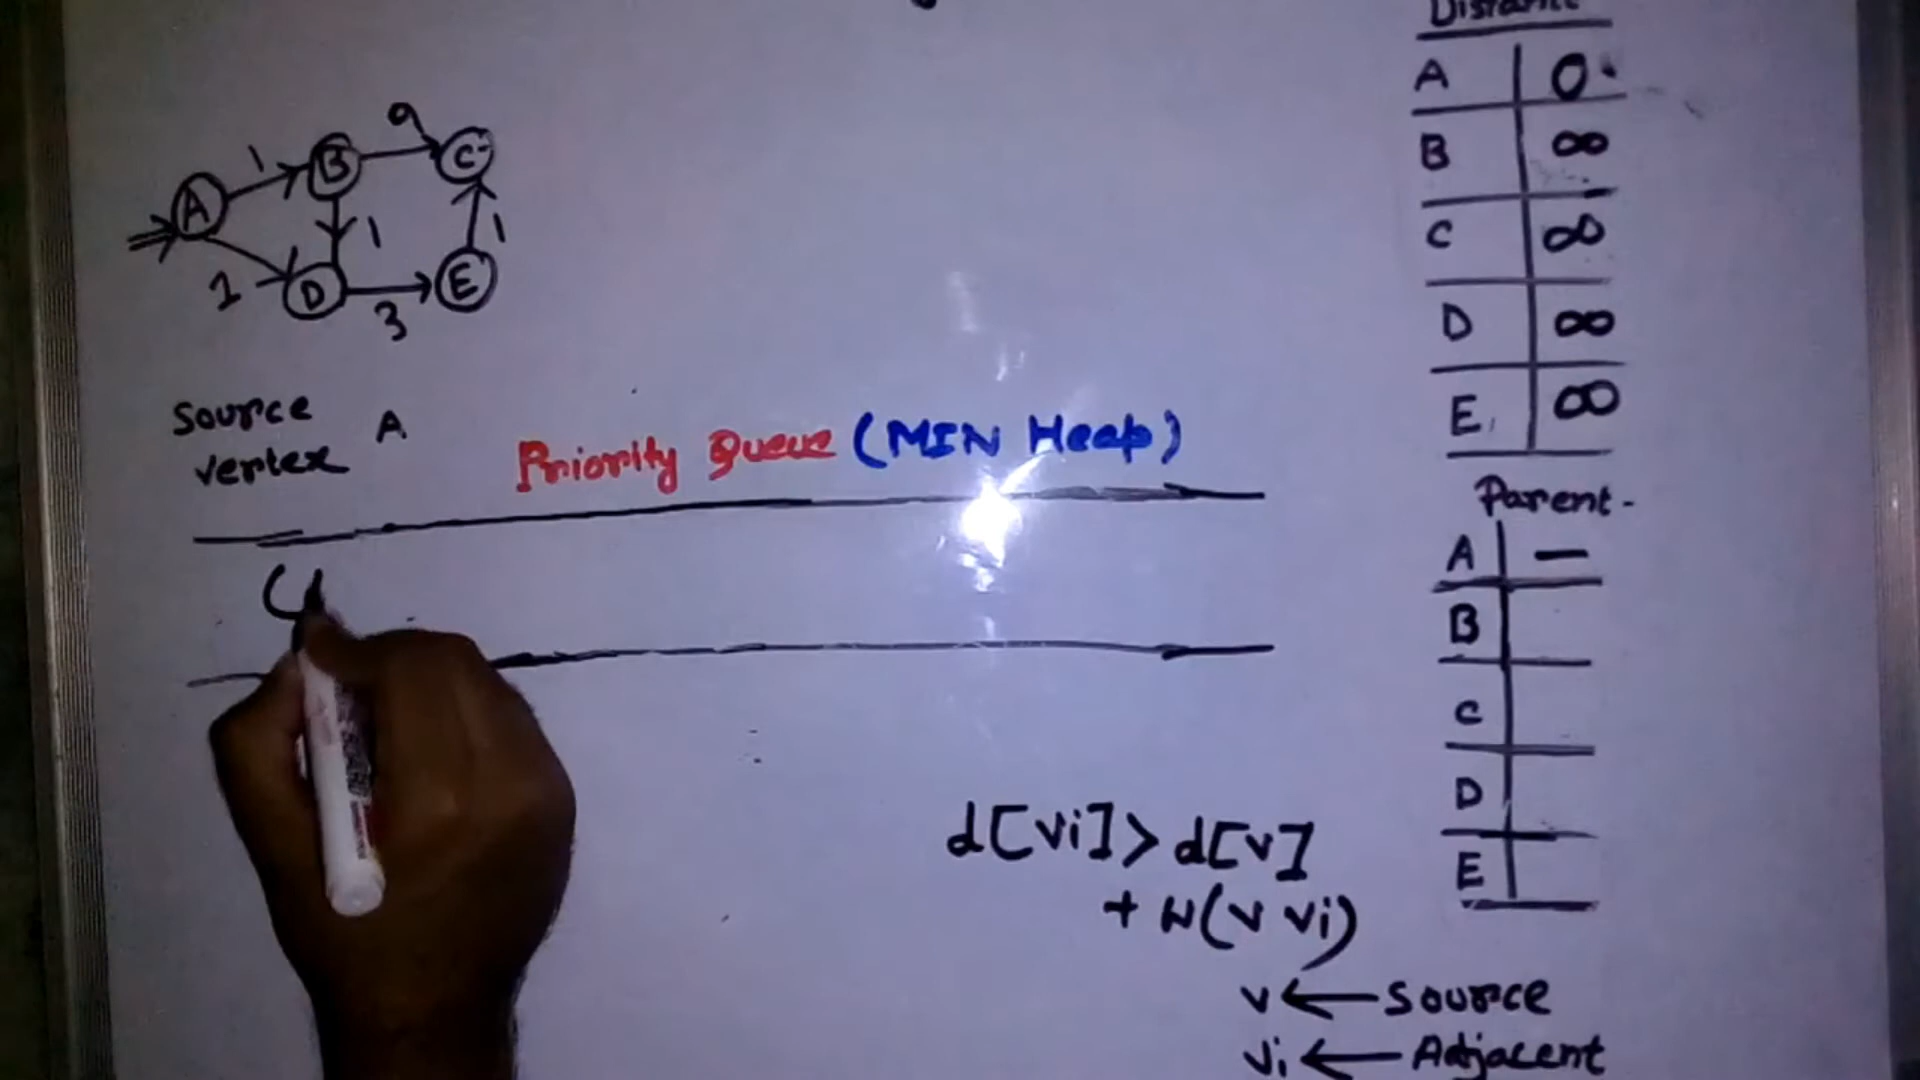 Distance
A 0
B ∞
C ∞
D ∞
E ∞
A 1 B 9 C
1
D 3 E 1
Source
vertex A
Priority Queue (MIN Heap)
Parent
A —
B
C
D
E
(
d[vi] > d[v]
+ W(v vi)
v ← Source
vi ← Adjacent